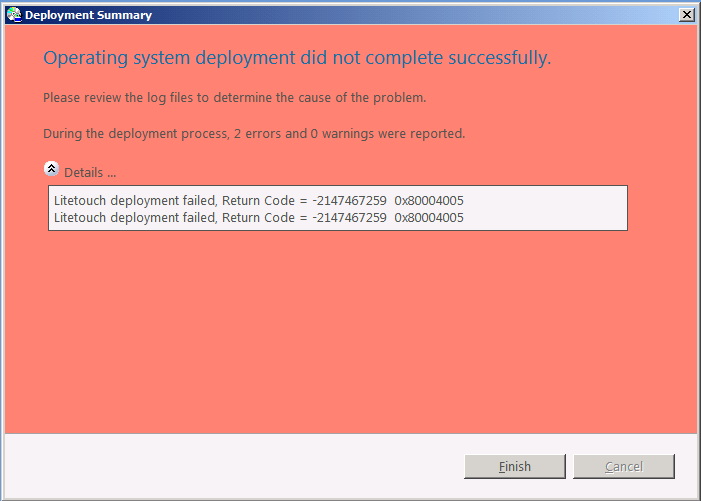 Deployment Summary
Operating system deployment did not complete successfully.
Please review the log files to determine the cause of the problem.
During the deployment process, 2 errors and 0 warnings were reported.
Details ...
Litetouch deployment failed, Return Code = -2147467259  0x80004005
Litetouch deployment failed, Return Code = -2147467259  0x80004005
Finish
Cancel